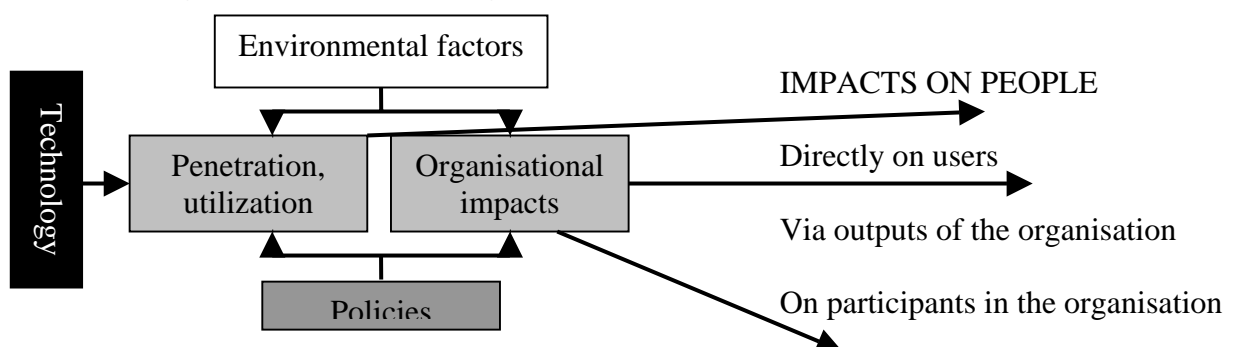 Environmental factors
IMPACTS ON PEOPLE
Technology
Penetration,
utilization
Organisational
impacts
Directly on users
Via outputs of the organisation
On participants in the organisation
Policies